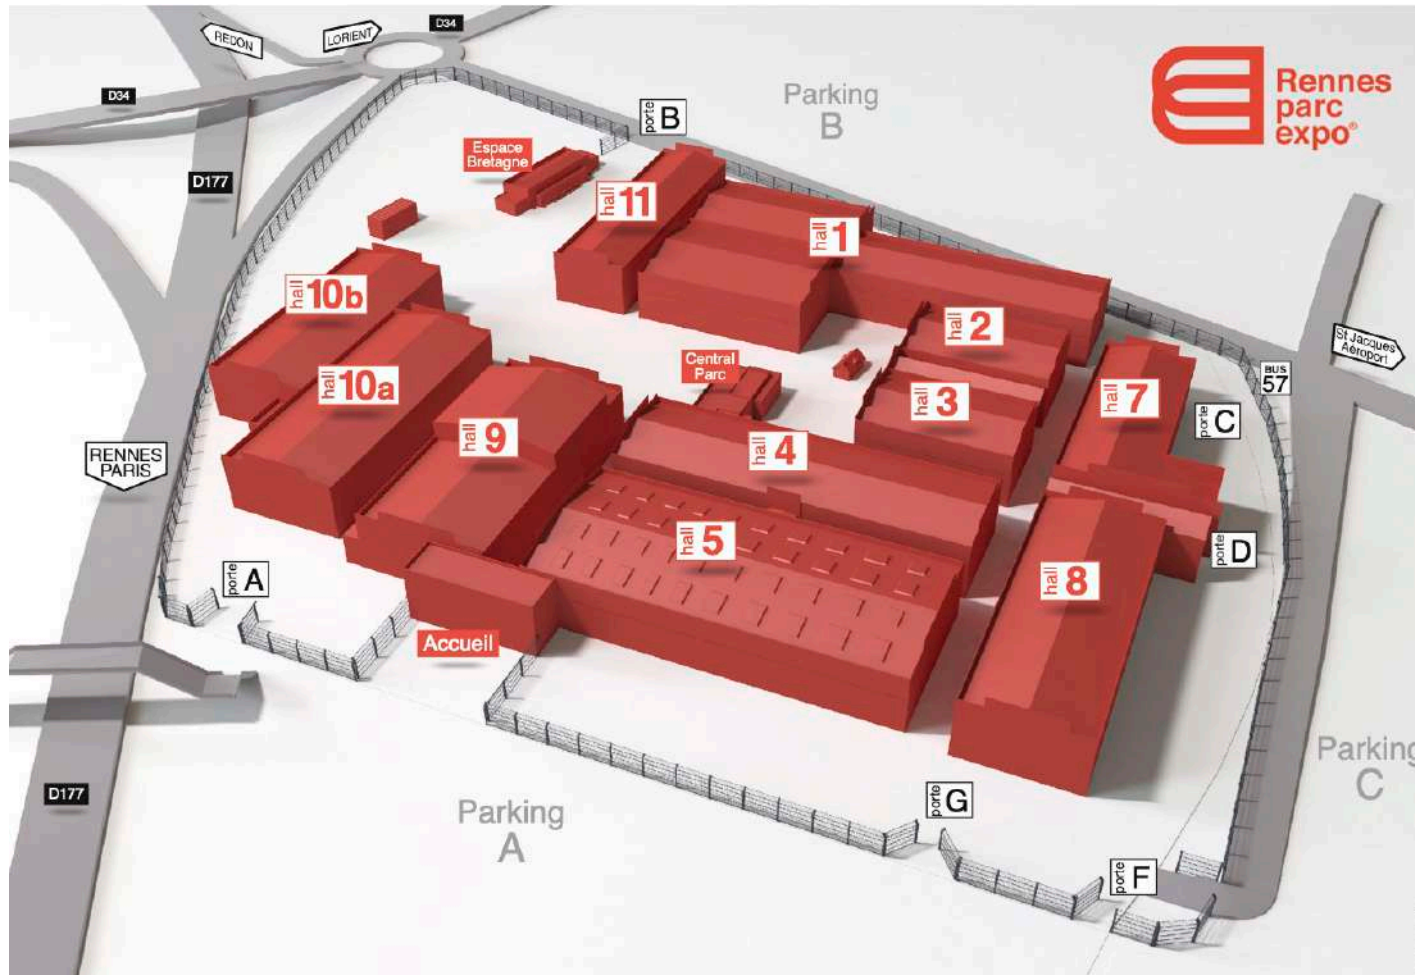 D34
REDON
LORIENT
D34
Rennes
parc
expo®
Parking
B
porte B
Espace
Bretagne
D177
hall 11
hall 1
hall 10b
hall 2
St Jacques
Aéroport
Central
Parc
BUS
57
hall 10a
hall 3
hall 7
porte C
hall 9
hall 4
RENNES
PARIS
hall 5
porte D
porte A
hall 8
Accueil
Parking
C
D177
Parking
A
porte G
porte F